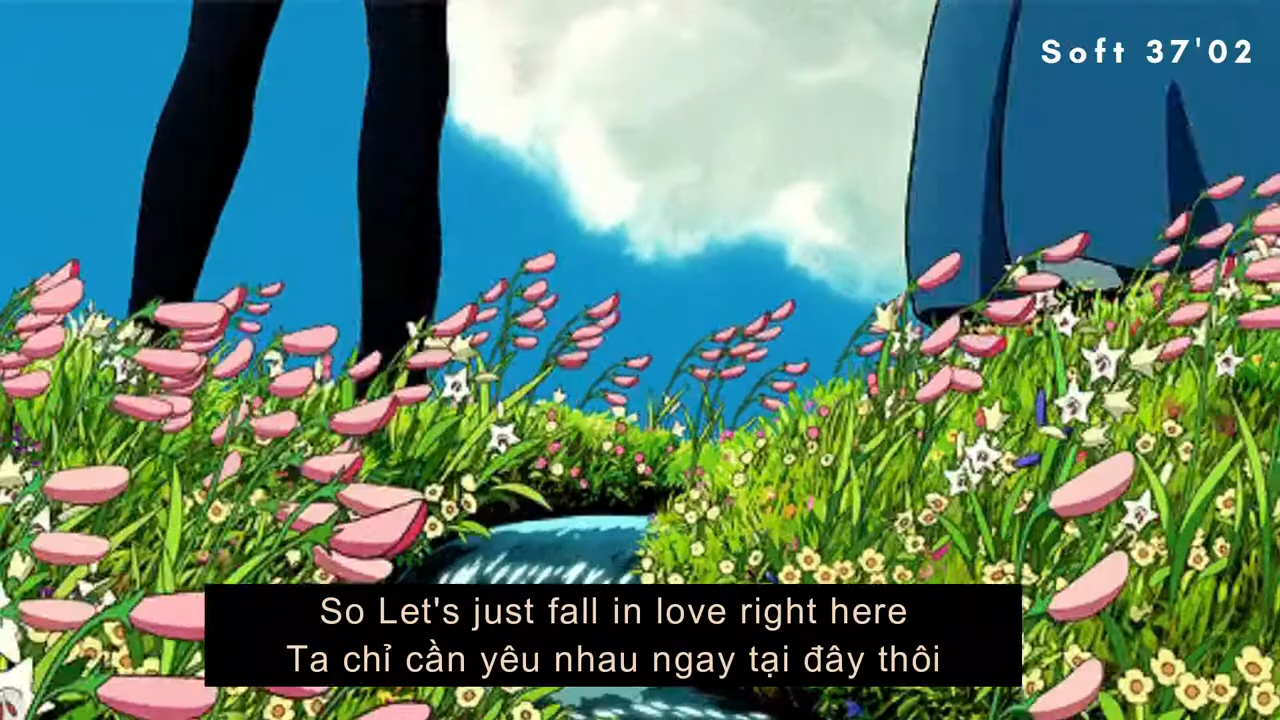 Soft 37'02
So Let's just fall in love right here
Ta chỉ cần yêu nhau ngay tại đây thôi